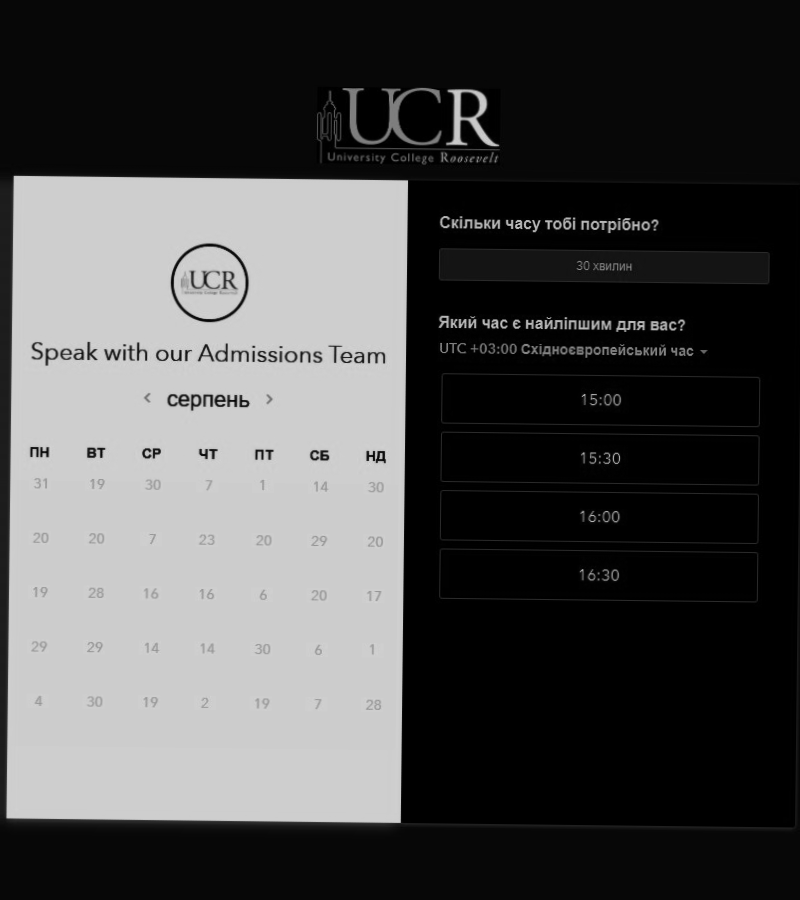 UCR
University College Roosevelt
UCR
University College Roosevelt
Speak with our Admissions Team
серпень
ПН ВТ СР ЧТ ПТ СБ НД
31 19 30 7 1 14 30
20 20 7 23 20 29 20
19 28 16 16 6 20 17
29 29 14 14 30 6 1
4 30 19 2 19 7 28
Скільки часу тобі потрібно?
30 хвилин
Який час є найліпшим для вас?
UTC +03:00 Східноєвропейський час
15:00
15:30
16:00
16:30